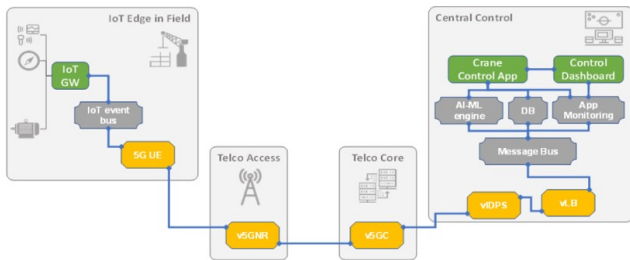 IoT Edge in Field
IoT
GW
IoT event
bus
5G UE
Telco Access
v5GNR
Telco Core
v5GC
Central Control
Crane
Control App
Control
Dashboard
AI-ML
engine
DB
App
Monitoring
Message Bus
vIDPS
vLB